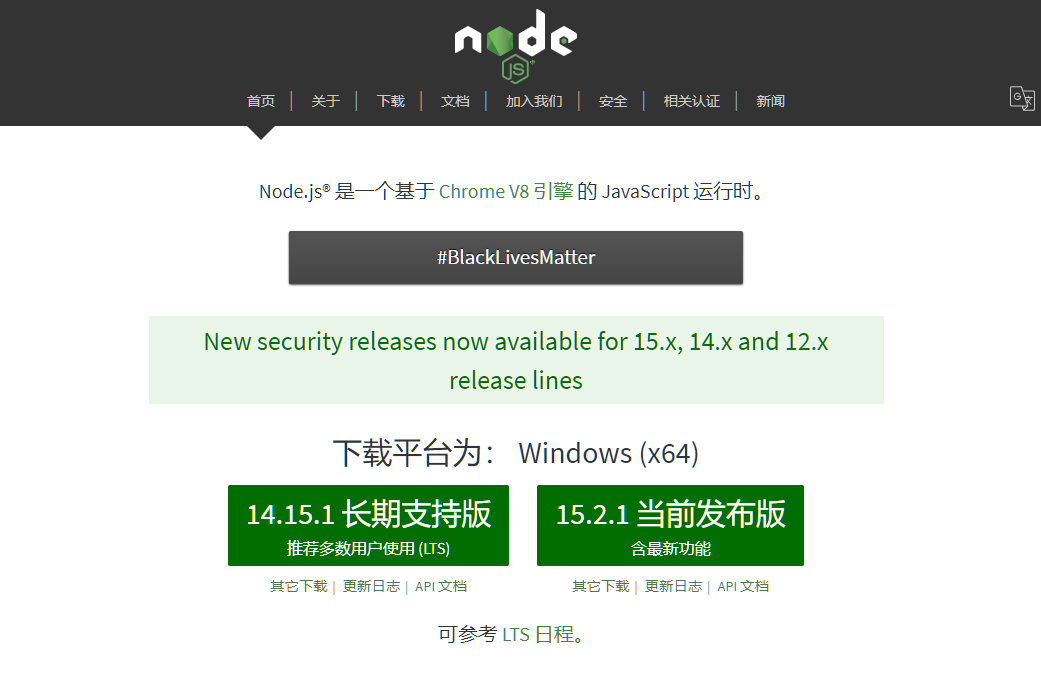 node
JS
首页 | 关于 | 下载 | 文档 | 加入我们 | 安全 | 相关认证 | 新闻
Node.js® 是一个基于 Chrome V8 引擎 的 JavaScript 运行时。
#BlackLivesMatter
New security releases now available for 15.x, 14.x and 12.x
release lines
下载平台为： Windows (x64)
14.15.1 长期支持版
推荐多数用户使用 (LTS)
其它下载 | 更新日志 | API 文档
15.2.1 当前发布版
含最新功能
其它下载 | 更新日志 | API 文档
可参考 LTS 日程。